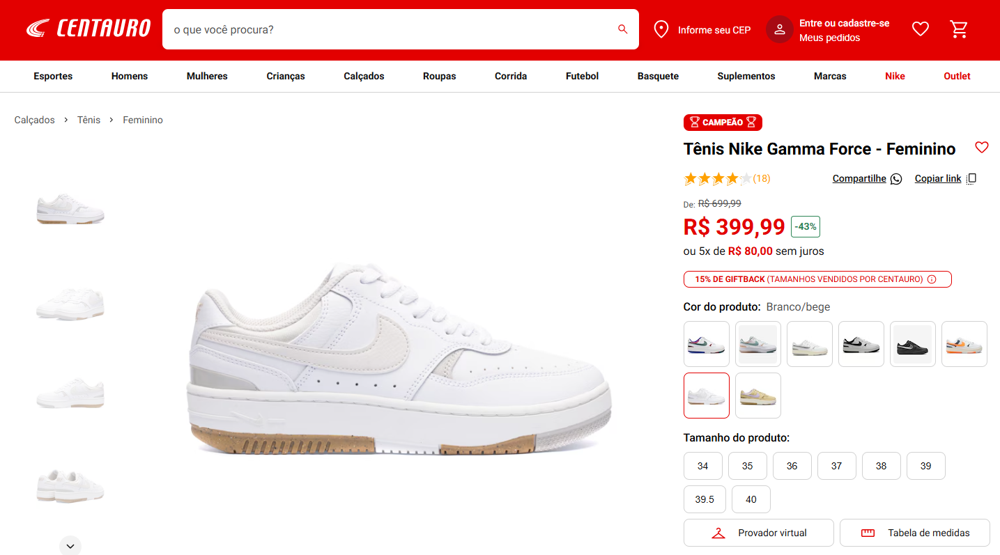 CENTAURO
o que você procura?
Informe seu CEP
Entre ou cadastre-se
Meus pedidos
Esportes Homens Mulheres Crianças Calçados Roupas Corrida Futebol Basquete Suplementos Marcas Nike Outlet
Calçados > Tênis > Feminino
CAMPEÃO
Tênis Nike Gamma Force - Feminino
(18)
Compartilhe Copiar link
De: R$ 699,99
R$ 399,99 -43%
ou 5x de R$ 80,00 sem juros
15% DE GIFTBACK (TAMANHOS VENDIDOS POR CENTAURO)
Cor do produto: Branco/bege
Tamanho do produto:
34 35 36 37 38 39
39.5 40
Provador virtual Tabela de medidas